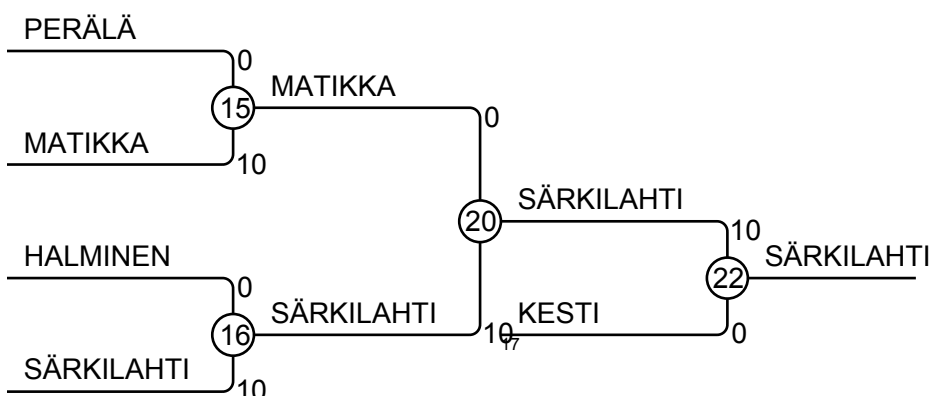 PERÄLÄ
0
15 MATIKKA
0
MATIKKA
10
20 SÄRKILAHTI
10
HALMINEN
0
22 SÄRKILAHTI
16 SÄRKILAHTI
10
17 KESTI
0
SÄRKILAHTI
10